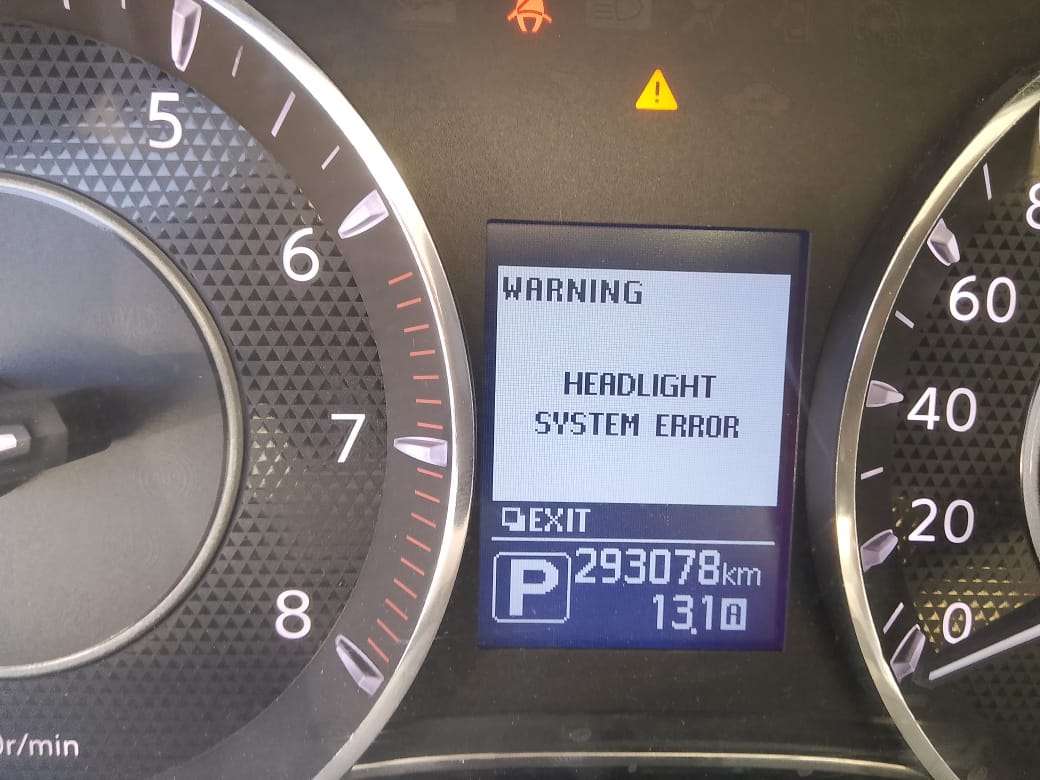 5
6
7
8
r/min
WARNING
HEADLIGHT
SYSTEM ERROR
EXIT
P
293078km
13.1 A
60
40
20
0